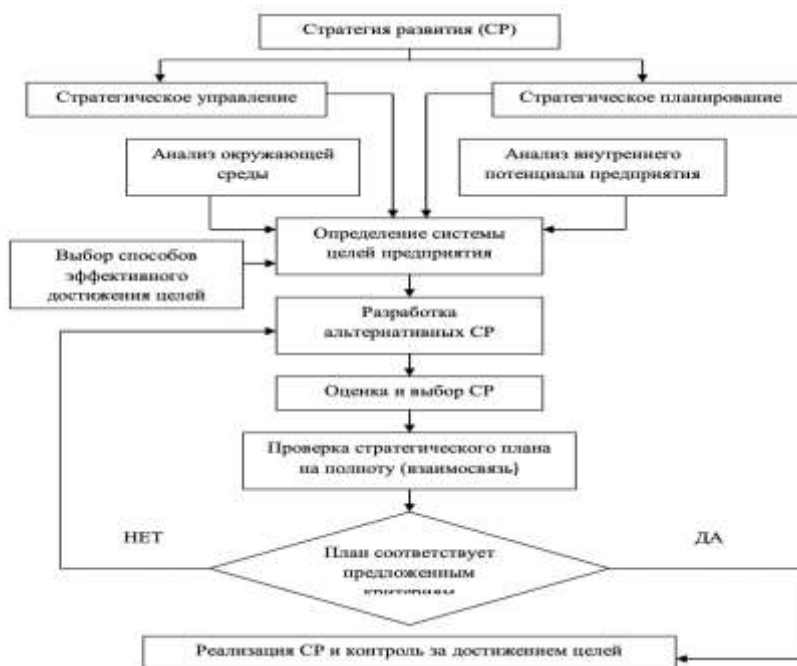 Стратегия развития (СР)
Стратегическое управление
Стратегическое планирование
Анализ окружающей
среды
Анализ внутреннего
потенциала предприятия
Определение системы
целей предприятия
Выбор способов
эффективного
достижения целей
Разработка
альтернативных СР
Оценка и выбор СР
Проверка стратегического плана
на полноту (взаимосвязь)
НЕТ
ДА
План соответствует
предложенным
критериям
Реализация СР и контроль за достижением целей